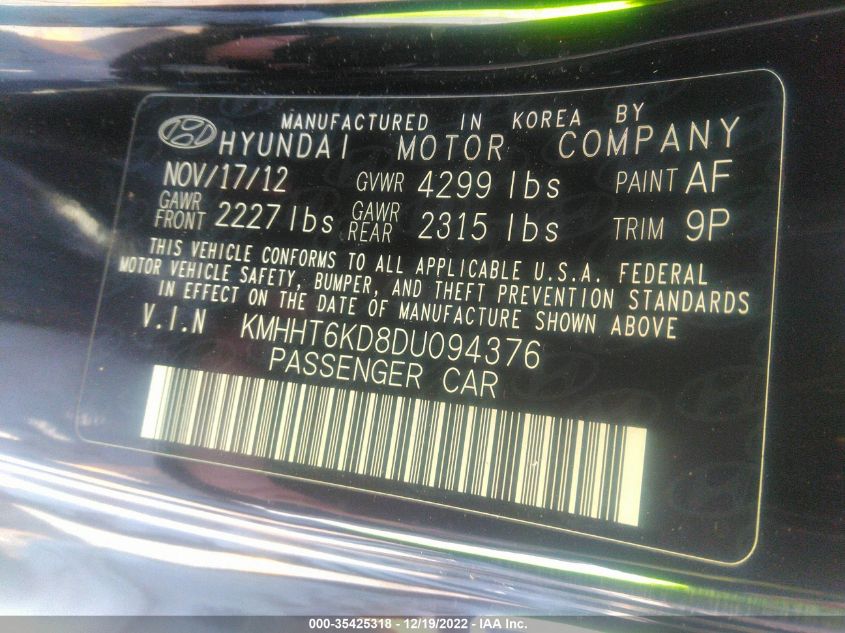 MANUFACTURED IN KOREA BY
HYUNDAI MOTOR COMPANY
NOV/17/12 GVWR 4299 lbs PAINT AF
GAWR FRONT 2227 lbs GAWR REAR 2315 lbs TRIM 9P
THIS VEHICLE CONFORMS TO ALL APPLICABLE U.S.A. FEDERAL
MOTOR VEHICLE SAFETY, BUMPER, AND THEFT PREVENTION STANDARDS
IN EFFECT ON THE DATE OF MANUFACTURE SHOWN ABOVE
V.I.N KMHHT6KD8DU094376
PASSENGER CAR
000-35425318 - 12/19/2022 - IAA Inc.